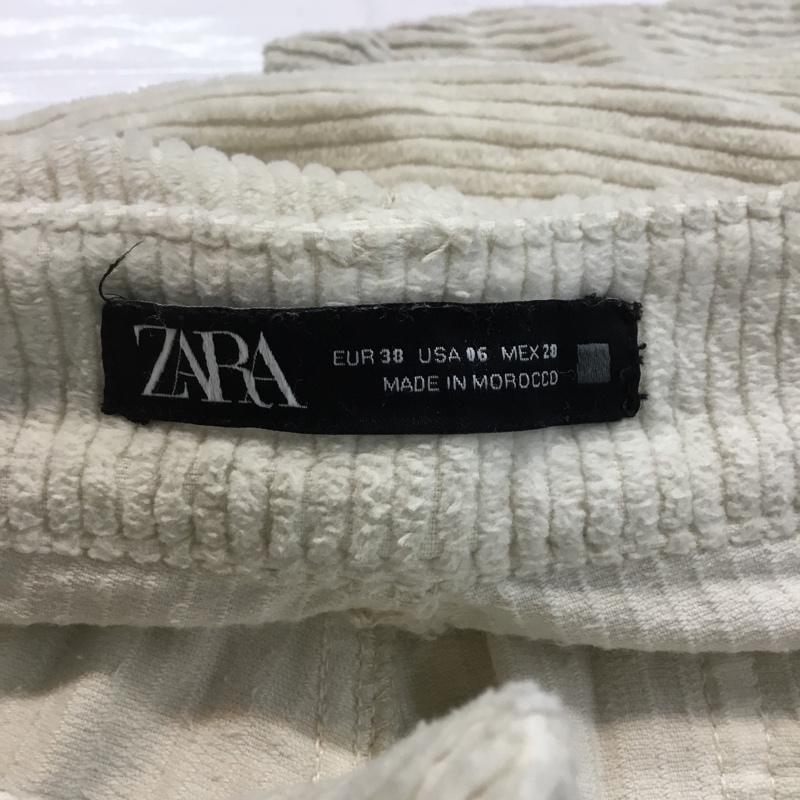 ZARA
EUR 38 USA 06 MEX 28
MADE IN MOROCCO